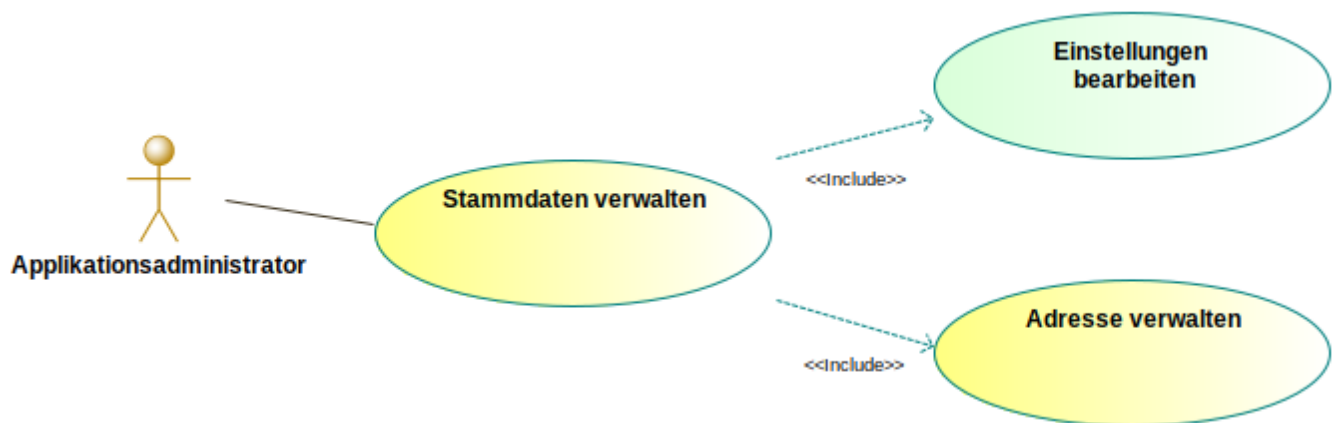 Einstellungen
bearbeiten
<<Include>>
Stammdaten verwalten
Applikationsadministrator
Adresse verwalten
<<Include>>